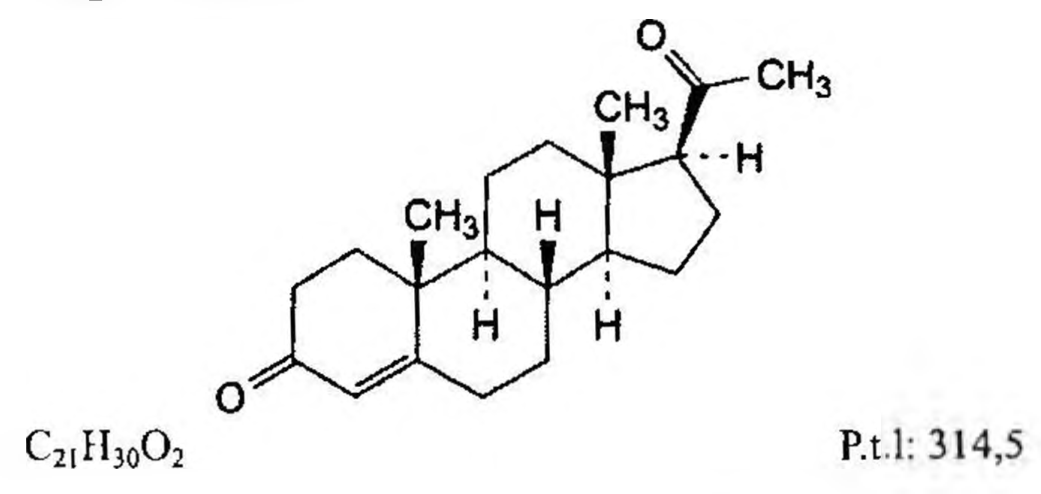 O
CH₃
CH₃
H
CH₃
H
H
H
O
C₂₁H₃₀O₂
P.t.l: 314,5